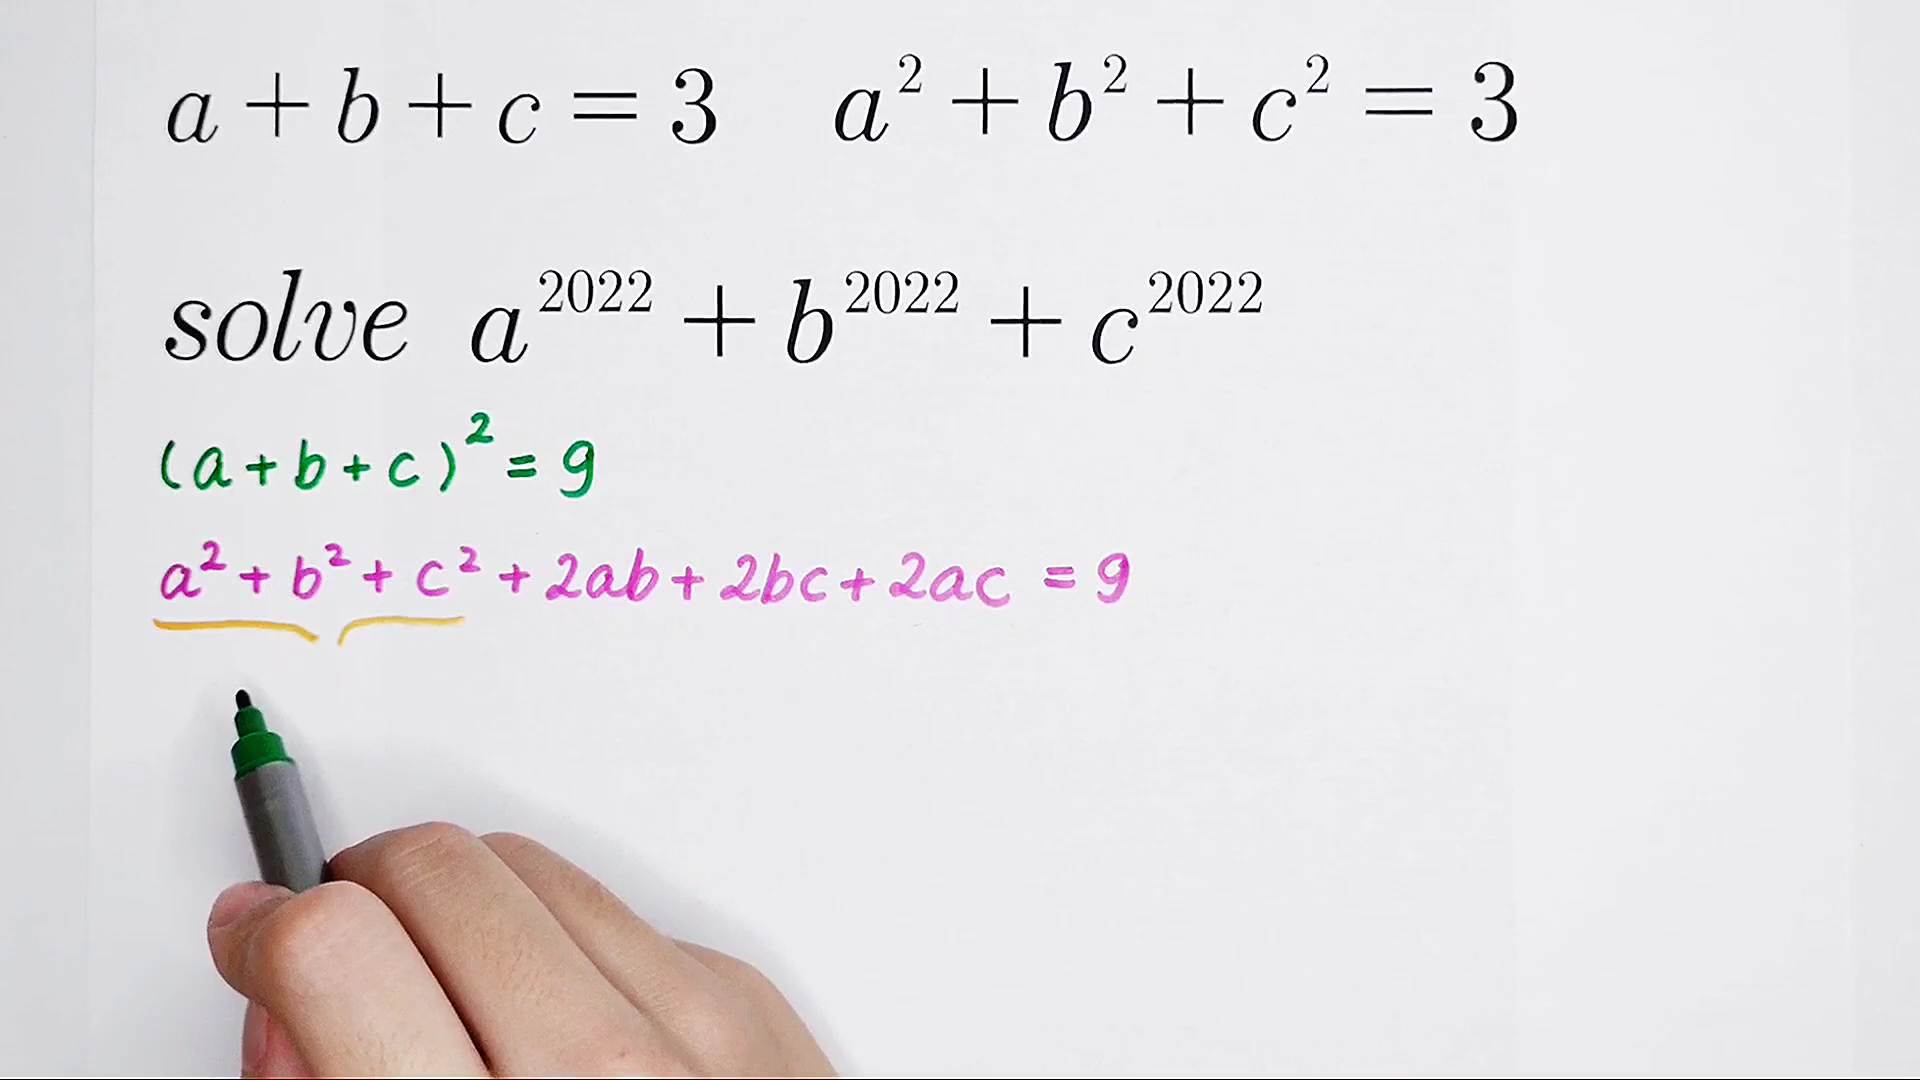 a + b + c = 3 a² + b² + c² = 3
solve a²⁰²² + b²⁰²² + c²⁰²²
(a+b+c)² = 9
a² + b² + c² + 2ab + 2bc + 2ac = 9